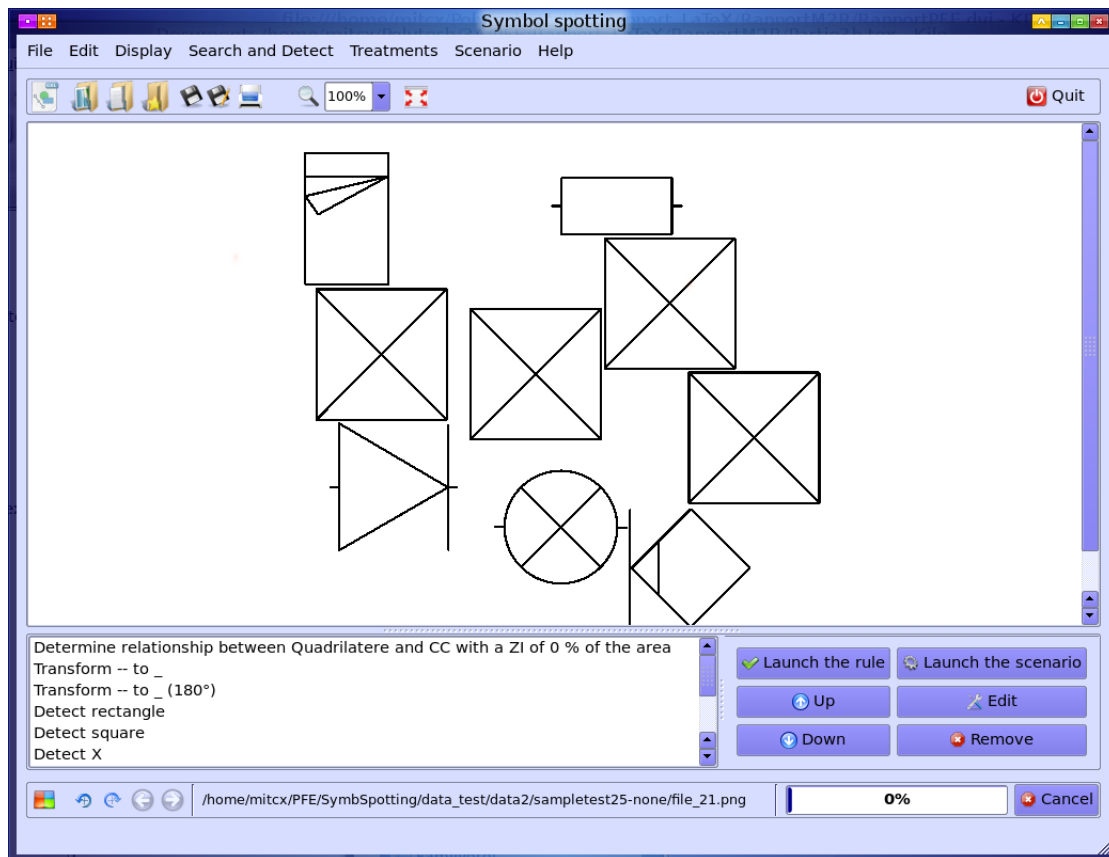 Symbol spotting
File Edit Display Search and Detect Treatments Scenario Help
100% Quit
Determine relationship between Quadrilatere and CC with a ZI of 0 % of the area
Transform -- to _
Transform -- to _ (180°)
Detect rectangle
Detect square
Detect X
Launch the rule Launch the scenario
Up Edit
Down Remove
/home/mitcx/PFE/SymbSpotting/data_test/data2/sampletest25-none/file_21.png 0% Cancel